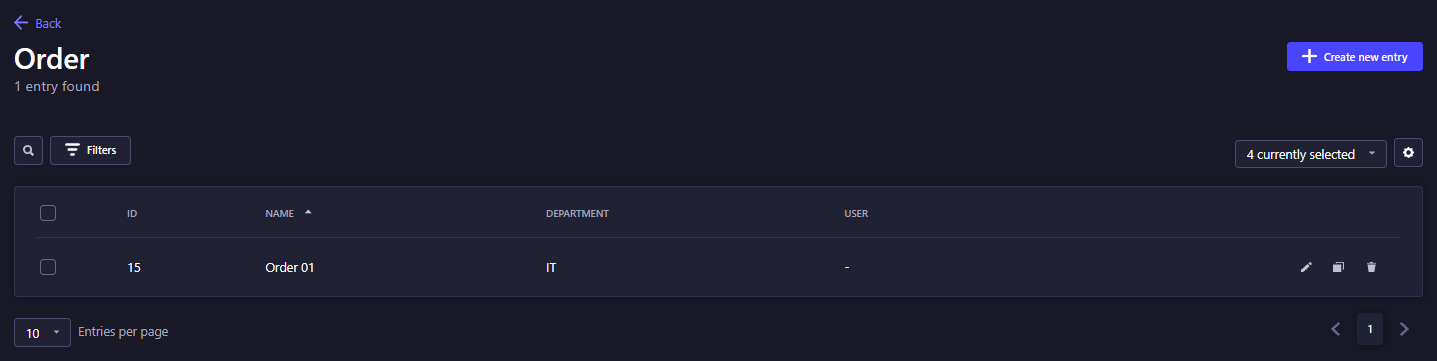 Back
Order
Create new entry
1 entry found
Filters
4 currently selected
ID NAME DEPARTMENT USER
15 Order 01 IT -
10 Entries per page 1